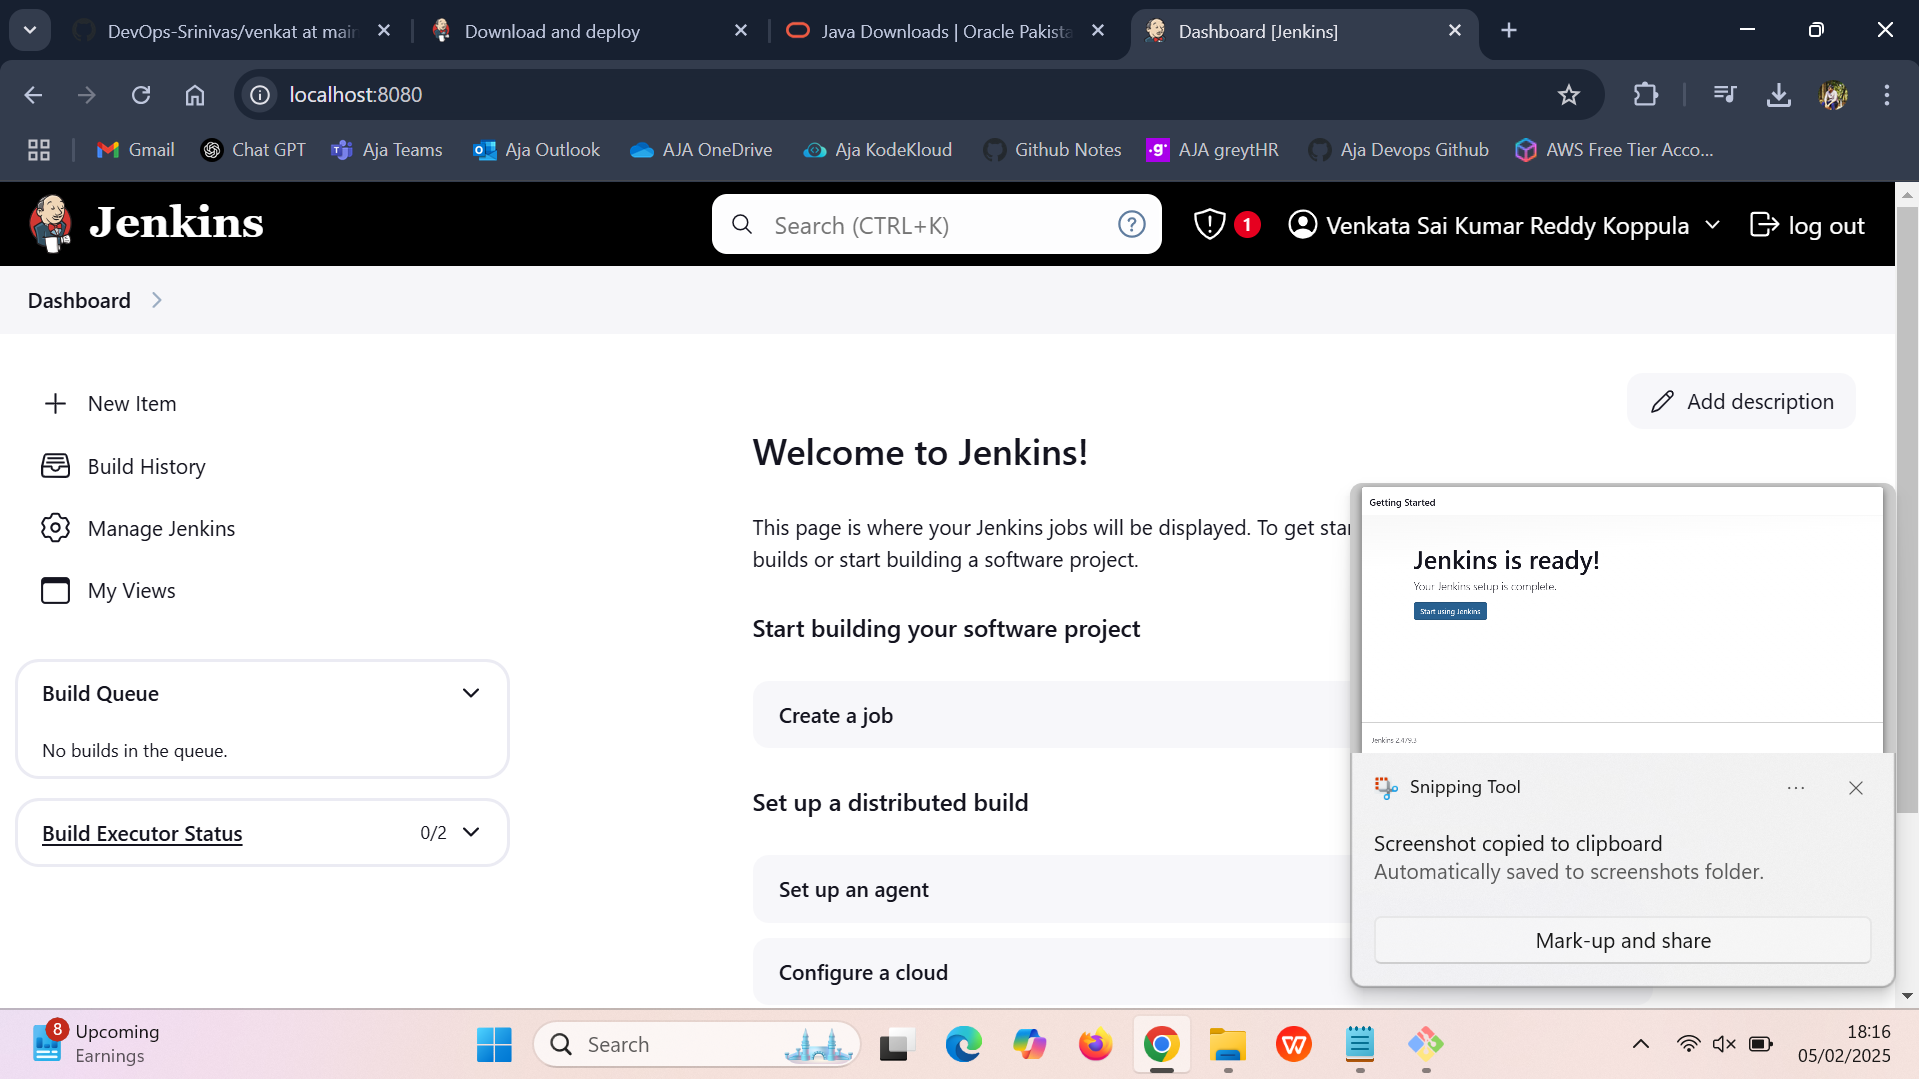 DevOps-Srinivas/venkat at main
Download and deploy
Java Downloads | Oracle Pakista
Dashboard [Jenkins]
localhost:8080
Gmail
Chat GPT
Aja Teams
Aja Outlook
AJA OneDrive
Aja KodeKloud
Github Notes
AJA greytHR
Aja Devops Github
AWS Free Tier Acco...
Jenkins
Search (CTRL+K)
1
Venkata Sai Kumar Reddy Koppula
log out
Dashboard
New Item
Build History
Manage Jenkins
My Views
Build Queue
No builds in the queue.
Build Executor Status
0/2
Add description
Welcome to Jenkins!
This page is where your Jenkins jobs will be displayed. To get star
builds or start building a software project.
Start building your software project
Create a job
Set up a distributed build
Set up an agent
Configure a cloud
Getting Started
Jenkins is ready!
Your Jenkins setup is complete.
Start using Jenkins
Jenkins 2.479.3
Snipping Tool
Screenshot copied to clipboard
Automatically saved to screenshots folder.
Mark-up and share
8
Upcoming
Earnings
Search
18:16
05/02/2025